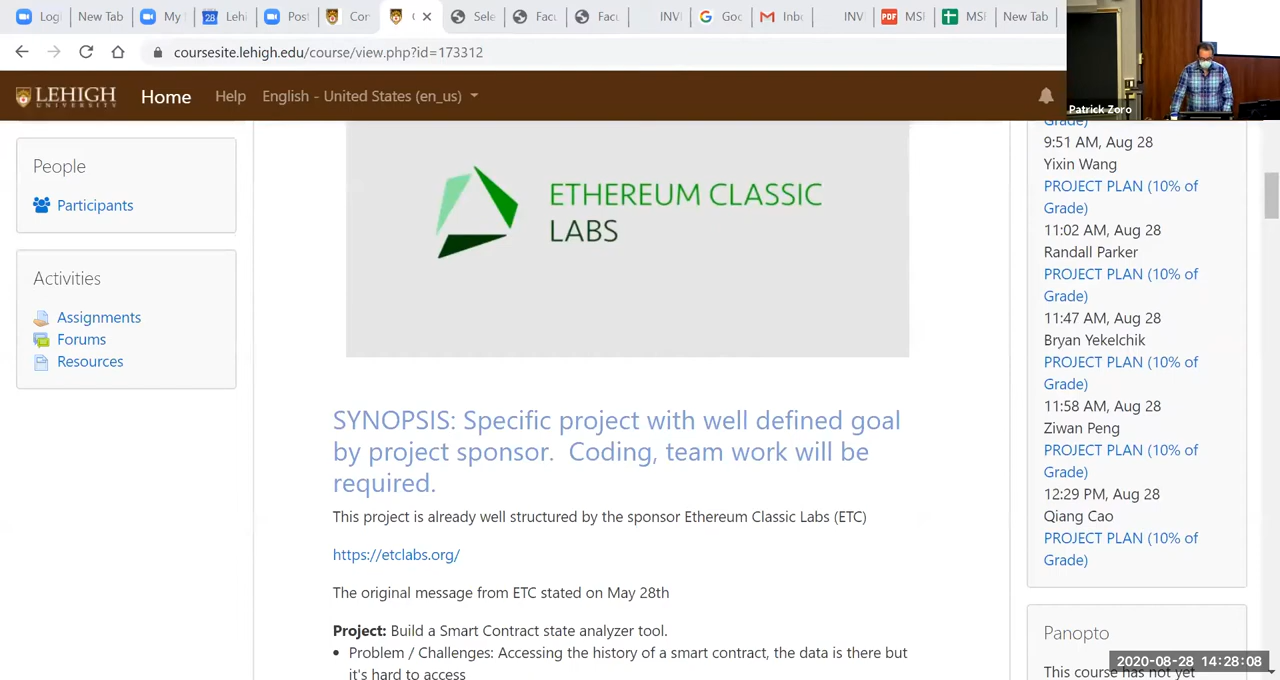 Logi
New Tab
My
28
Lehi
Post
Cor
(
Sele
Facu
Facu
INVI
Goo
Inbo
INV
PDF
MSI
MSI
New Tab
coursesite.lehigh.edu/course/view.php?id=173312
LEHIGH
UNIVERSITY
Home
Help
English - United States (en_us)
Patrick Zoro
People
Participants
Activities
Assignments
Forums
Resources
ETHEREUM CLASSIC
LABS
SYNOPSIS: Specific project with well defined goal
by project sponsor. Coding, team work will be
required.
This project is already well structured by the sponsor Ethereum Classic Labs (ETC)
https://etclabs.org/
The original message from ETC stated on May 28th
Project: Build a Smart Contract state analyzer tool.
• Problem / Challenges: Accessing the history of a smart contract, the data is there but
it's hard to access
Grade)
9:51 AM, Aug 28
Yixin Wang
PROJECT PLAN (10% of
Grade)
11:02 AM, Aug 28
Randall Parker
PROJECT PLAN (10% of
Grade)
11:47 AM, Aug 28
Bryan Yekelchik
PROJECT PLAN (10% of
Grade)
11:58 AM, Aug 28
Ziwan Peng
PROJECT PLAN (10% of
Grade)
12:29 PM, Aug 28
Qiang Cao
PROJECT PLAN (10% of
Grade)
Panopto
This course has not yet
2020-08-28 14:28:08